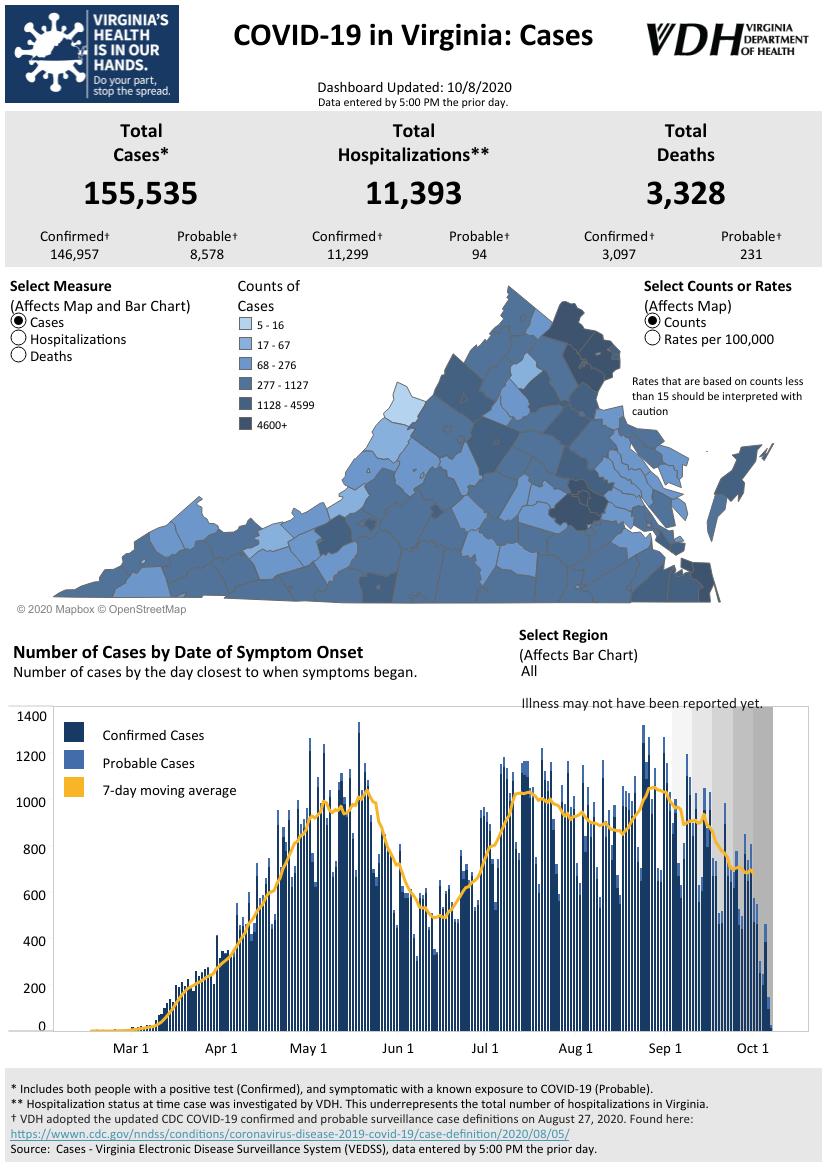 VIRGINIA'S
HEALTH
IS IN OUR
HANDS.
Do your part,
stop the spread.
COVID-19 in Virginia: Cases
VDH VIRGINIA
DEPARTMENT
OF HEALTH
Dashboard Updated: 10/8/2020
Data entered by 5:00 PM the prior day.
Total
Cases*
155,535
Confirmed† Probable†
146,957 8,578
Total
Hospitalizations**
11,393
Confirmed† Probable†
11,299 94
Total
Deaths
3,328
Confirmed† Probable†
3,097 231
Select Measure
(Affects Map and Bar Chart)
Cases
Hospitalizations
Deaths
Counts of
Cases
5 - 16
17 - 67
68 - 276
277 - 1127
1128 - 4599
4600+
Select Counts or Rates
(Affects Map)
Counts
Rates per 100,000
Rates that are based on counts less
than 15 should be interpreted with
caution
© 2020 Mapbox © OpenStreetMap
Number of Cases by Date of Symptom Onset
Number of cases by the day closest to when symptoms began.
Select Region
(Affects Bar Chart)
All
Illness may not have been reported yet.
1400
1200
1000
800
600
400
200
0
Confirmed Cases
Probable Cases
7-day moving average
Mar 1 Apr 1 May 1 Jun 1 Jul 1 Aug 1 Sep 1 Oct 1
* Includes both people with a positive test (Confirmed), and symptomatic with a known exposure to COVID-19 (Probable).
** Hospitalization status at time case was investigated by VDH. This underrepresents the total number of hospitalizations in Virginia.
† VDH adopted the updated CDC COVID-19 confirmed and probable surveillance case definitions on August 27, 2020. Found here:
https://wwwn.cdc.gov/nndss/conditions/coronavirus-disease-2019-covid-19/case-definition/2020/08/05/
Source: Cases - Virginia Electronic Disease Surveillance System (VEDSS), data entered by 5:00 PM the prior day.